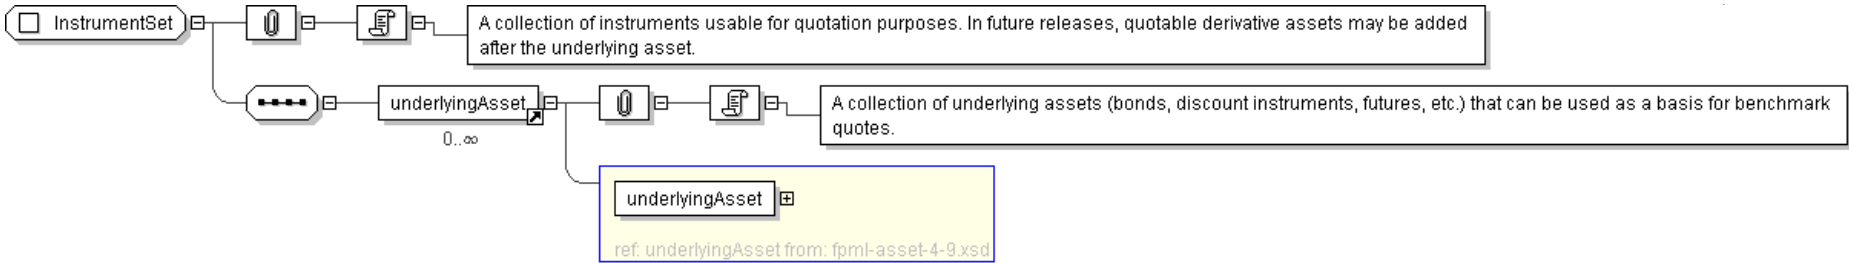 InstrumentSet
A collection of instruments usable for quotation purposes. In future releases, quotable derivative assets may be added
after the underlying asset.
underlyingAsset
0..∞
A collection of underlying assets (bonds, discount instruments, futures, etc.) that can be used as a basis for benchmark
quotes.
underlyingAsset
ref: underlyingAsset from: fpml-asset-4-9.xsd